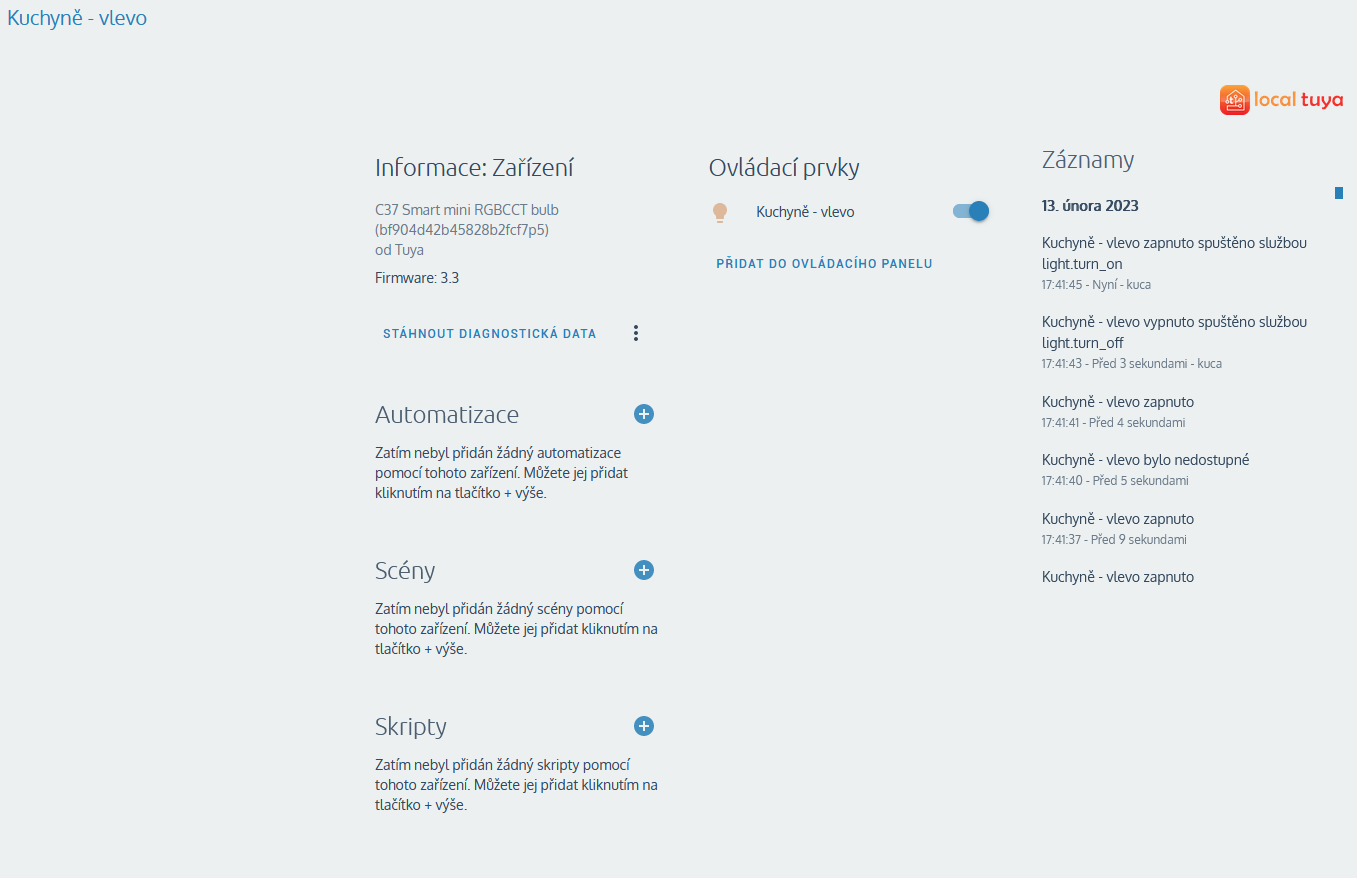 Kuchyně - vlevo
local tuya
Informace: Zařízení
C37 Smart mini RGBCCT bulb
(bf904d42b45828b2fcf7p5)
od Tuya
Firmware: 3.3
STÁHNOUT DIAGNOSTICKÁ DATA
Automatizace
Zatím nebyl přidán žádný automatizace
pomocí tohoto zařízení. Můžete jej přidat
kliknutím na tlačítko + výše.
Scény
Zatím nebyl přidán žádný scény pomocí
tohoto zařízení. Můžete jej přidat kliknutím na
tlačítko + výše.
Skripty
Zatím nebyl přidán žádný skripty pomocí
tohoto zařízení. Můžete jej přidat kliknutím na
tlačítko + výše.
Ovládací prvky
Kuchyně - vlevo
PŘIDAT DO OVLÁDACÍHO PANELU
Záznamy
13. února 2023
Kuchyně - vlevo zapnuto spuštěno službou
light.turn_on
17:41:45 - Nyní - kuca
Kuchyně - vlevo vypnuto spuštěno službou
light.turn_off
17:41:43 - Před 3 sekundami - kuca
Kuchyně - vlevo zapnuto
17:41:41 - Před 4 sekundami
Kuchyně - vlevo bylo nedostupné
17:41:40 - Před 5 sekundami
Kuchyně - vlevo zapnuto
17:41:37 - Před 9 sekundami
Kuchyně - vlevo zapnuto